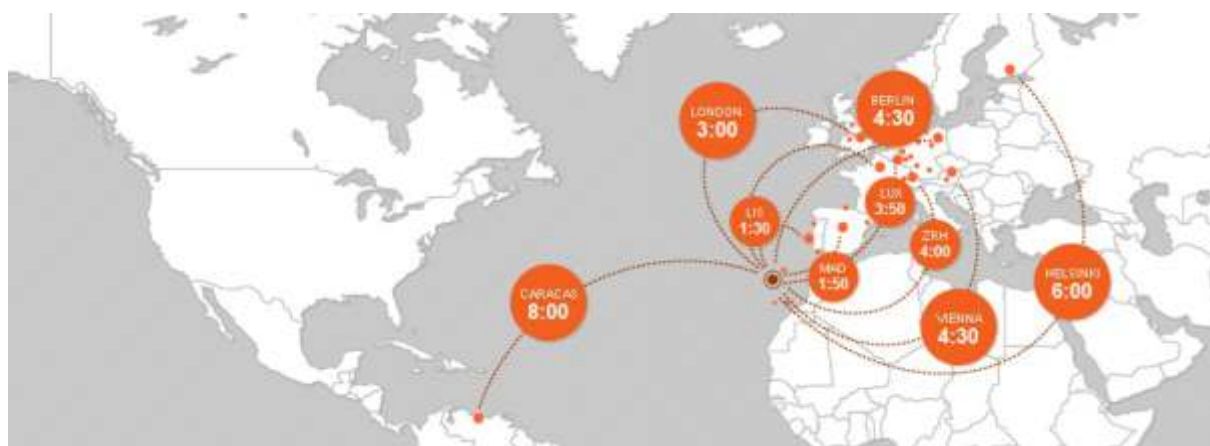 LONDON
3:00
BERLIN
4:30
LIS
1:30
LUX
3:50
ZRH
4:00
MAD
1:50
CARACAS
8:00
HELSINKI
6:00
VIENNA
4:30